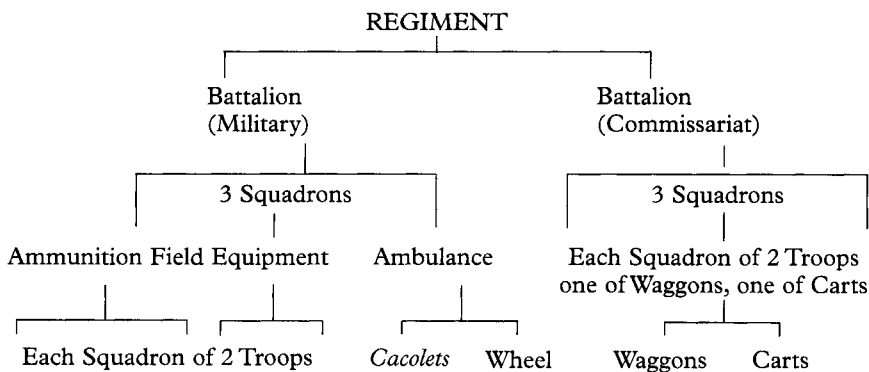 REGIMENT
Battalion
(Military)
Battalion
(Commissariat)
3 Squadrons
3 Squadrons
Ammunition Field Equipment
Ambulance
Each Squadron of 2 Troops
one of Waggons, one of Carts
Each Squadron of 2 Troops
Cacolets
Wheel
Waggons
Carts